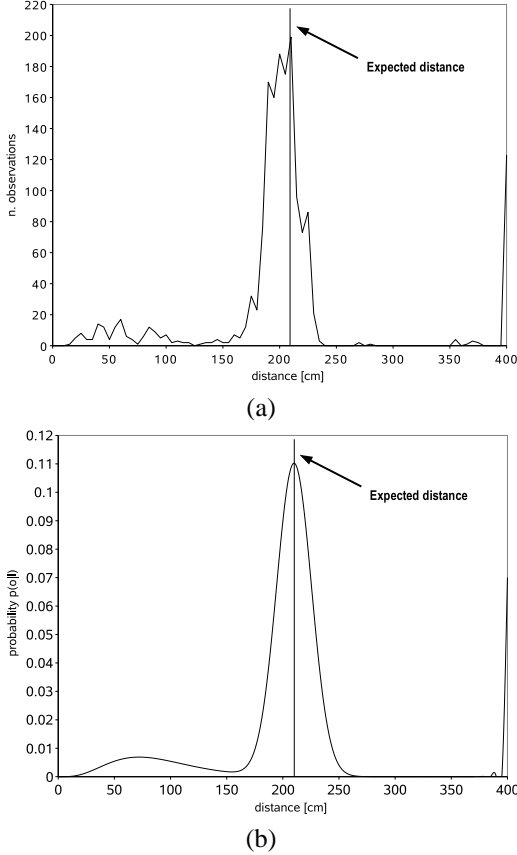 220
200
180
160
140
120
100
80
60
40
20
0
n. observations
Expected distance
0 50 100 150 200 250 300 350 400
distance [cm]
(a)
0.12
0.11
0.1
0.09
0.08
0.07
0.06
0.05
0.04
0.03
0.02
0.01
0
probability p(o|l)
Expected distance
0 50 100 150 200 250 300 350 400
distance [cm]
(b)